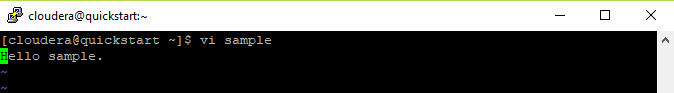 cloudera@quickstart:~
[cloudera@quickstart ~]$ vi sample
Hello sample.
~
~